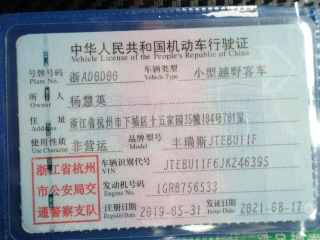 中华人民共和国机动车行驶证
Vehicle License of the People's Republic of China
号牌号码 浙AD0D66 车辆类型 小型越野客车
Plate No. Vehicle Type
所有人 杨慧英
Owner
住址 浙江省杭州市下城区十五家园35幢104号701室
Address
使用性质 非营运 品牌型号 丰瑞斯JTEBU11F
Use Character Model
浙江省杭州
市公安局交
通警察支队
车辆识别代号 JTEBU11F6JK246395
VIN
发动机号码 1GRB756533
Engine No.
注册日期 2019-05-31 发证日期 2021-08-17
Register Date Issue Date